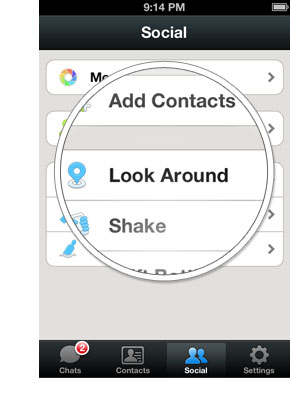 9:14 PM
Social
Add Contacts
Look Around
Shake
2
Chats
Contacts
Social
Settings